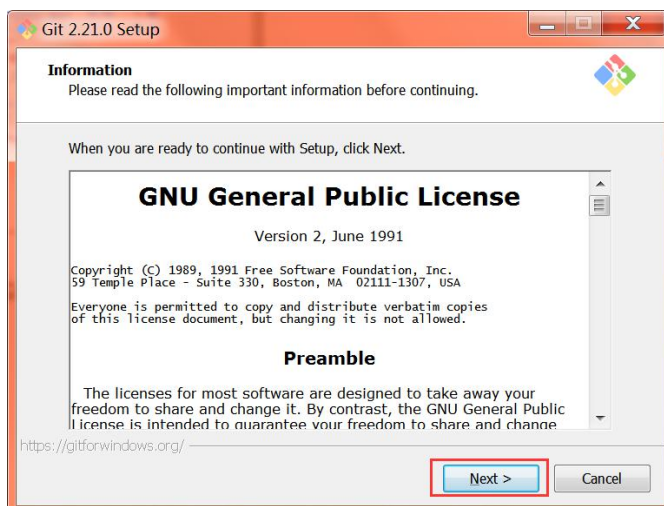 Git 2.21.0 Setup
Information
Please read the following important information before continuing.
When you are ready to continue with Setup, click Next.
GNU General Public License
Version 2, June 1991
Copyright (C) 1989, 1991 Free Software Foundation, Inc.
59 Temple Place - Suite 330, Boston, MA  02111-1307, USA
Everyone is permitted to copy and distribute verbatim copies
of this license document, but changing it is not allowed.
Preamble
The licenses for most software are designed to take away your
freedom to share and change it. By contrast, the GNU General Public
License is intended to guarantee your freedom to share and change
https://gitforwindows.org/
Next >
Cancel